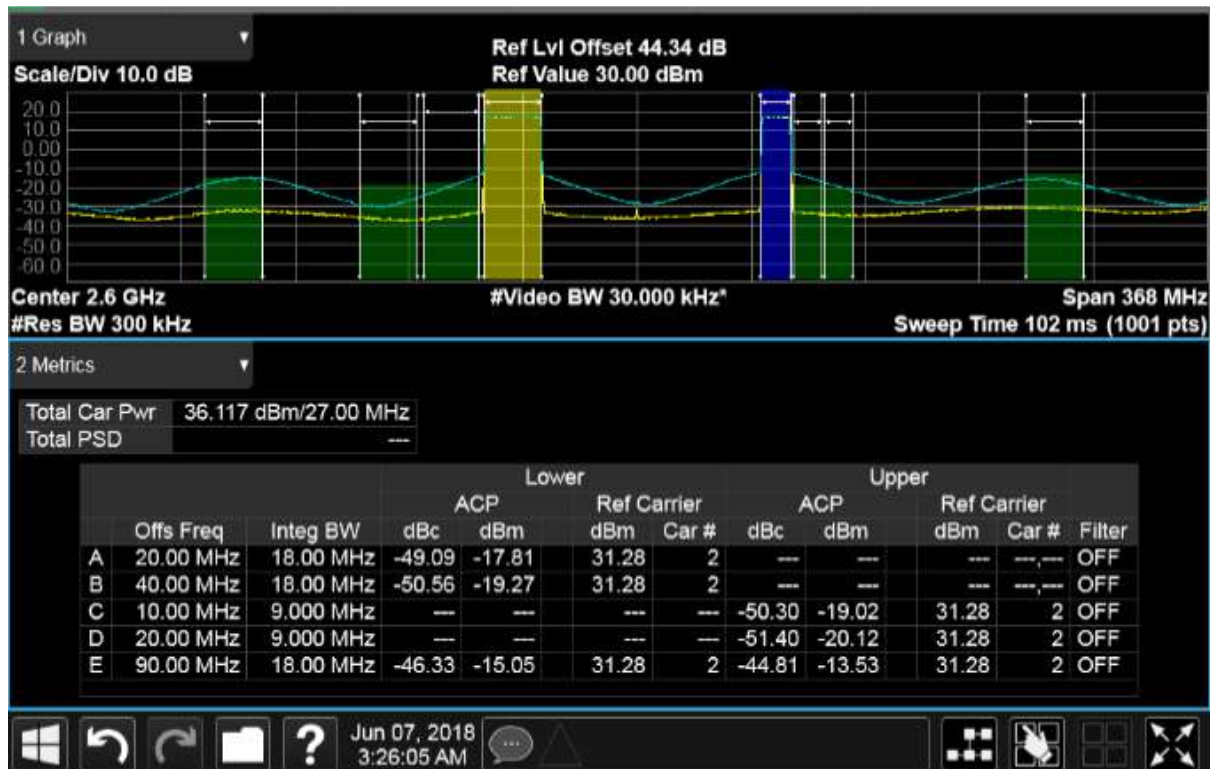 1 Graph
Scale/Div 10.0 dB
Ref Lvl Offset 44.34 dB
Ref Value 30.00 dBm
20.0
10.0
0.00
-10.0
-20.0
-30.0
-40.0
-50.0
-60.0
Center 2.6 GHz #Video BW 30.000 kHz* Span 368 MHz
#Res BW 300 kHz Sweep Time 102 ms (1001 pts)
2 Metrics
Total Car Pwr 36.117 dBm/27.00 MHz
Total PSD ---
Lower Upper
ACP Ref Carrier ACP Ref Carrier
Offs Freq Integ BW dBc dBm dBm Car # dBc dBm dBm Car # Filter
A 20.00 MHz 18.00 MHz -49.09 -17.81 31.28 2 --- --- --- ---,--- OFF
B 40.00 MHz 18.00 MHz -50.56 -19.27 31.28 2 --- --- --- ---,--- OFF
C 10.00 MHz 9.000 MHz --- --- --- --- -50.30 -19.02 31.28 2 OFF
D 20.00 MHz 9.000 MHz --- --- --- --- -51.40 -20.12 31.28 2 OFF
E 90.00 MHz 18.00 MHz -46.33 -15.05 31.28 2 -44.81 -13.53 31.28 2 OFF
?
Jun 07, 2018
3:26:05 AM